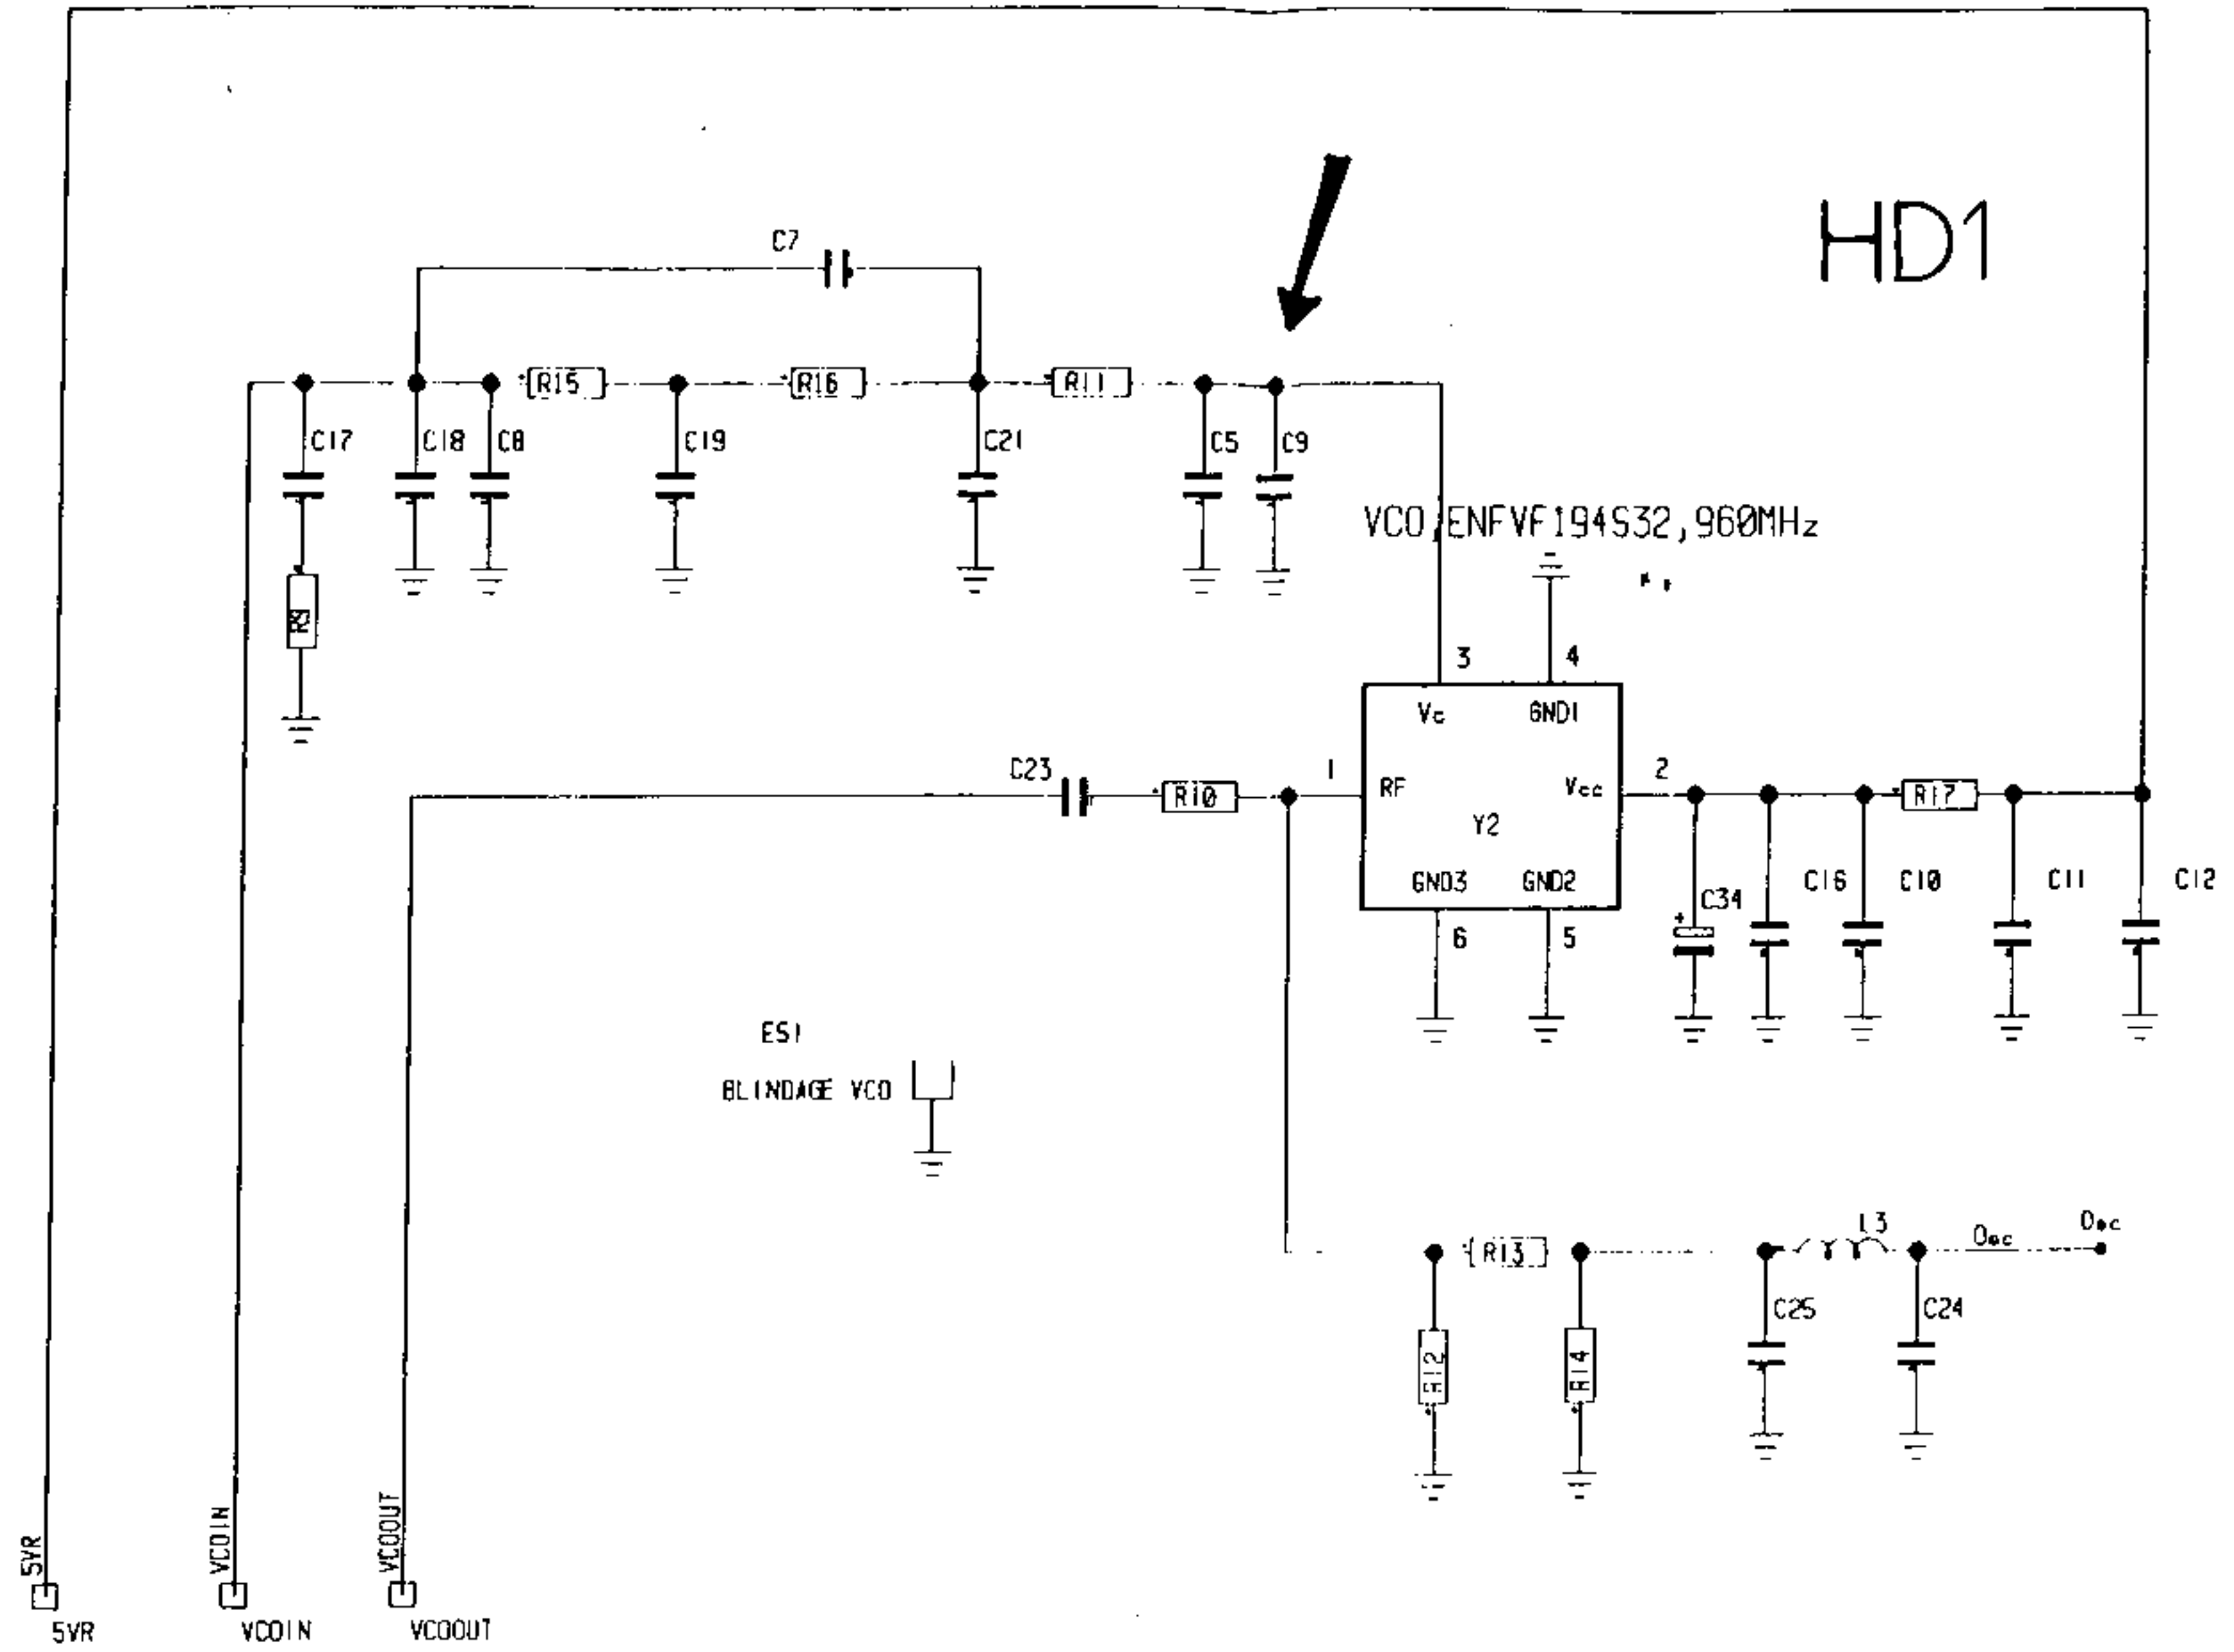 HD1
C7
R15
R16
R11
C17
C18
C8
C19
C21
C5
C9
VCO,ENFVF194S32,960MHz
3
4
Vc
GND1
C23
R10
1
RF
Vcc
2
R17
Y2
GND3
GND2
C34
C16
C10
C11
C12
6
5
ES1
BLINDAGE VCO
L3
R13
C25
C24
R12
R14
5VR
VCOIN
VCOOUT
5VR
VCOIN
VCOOUT